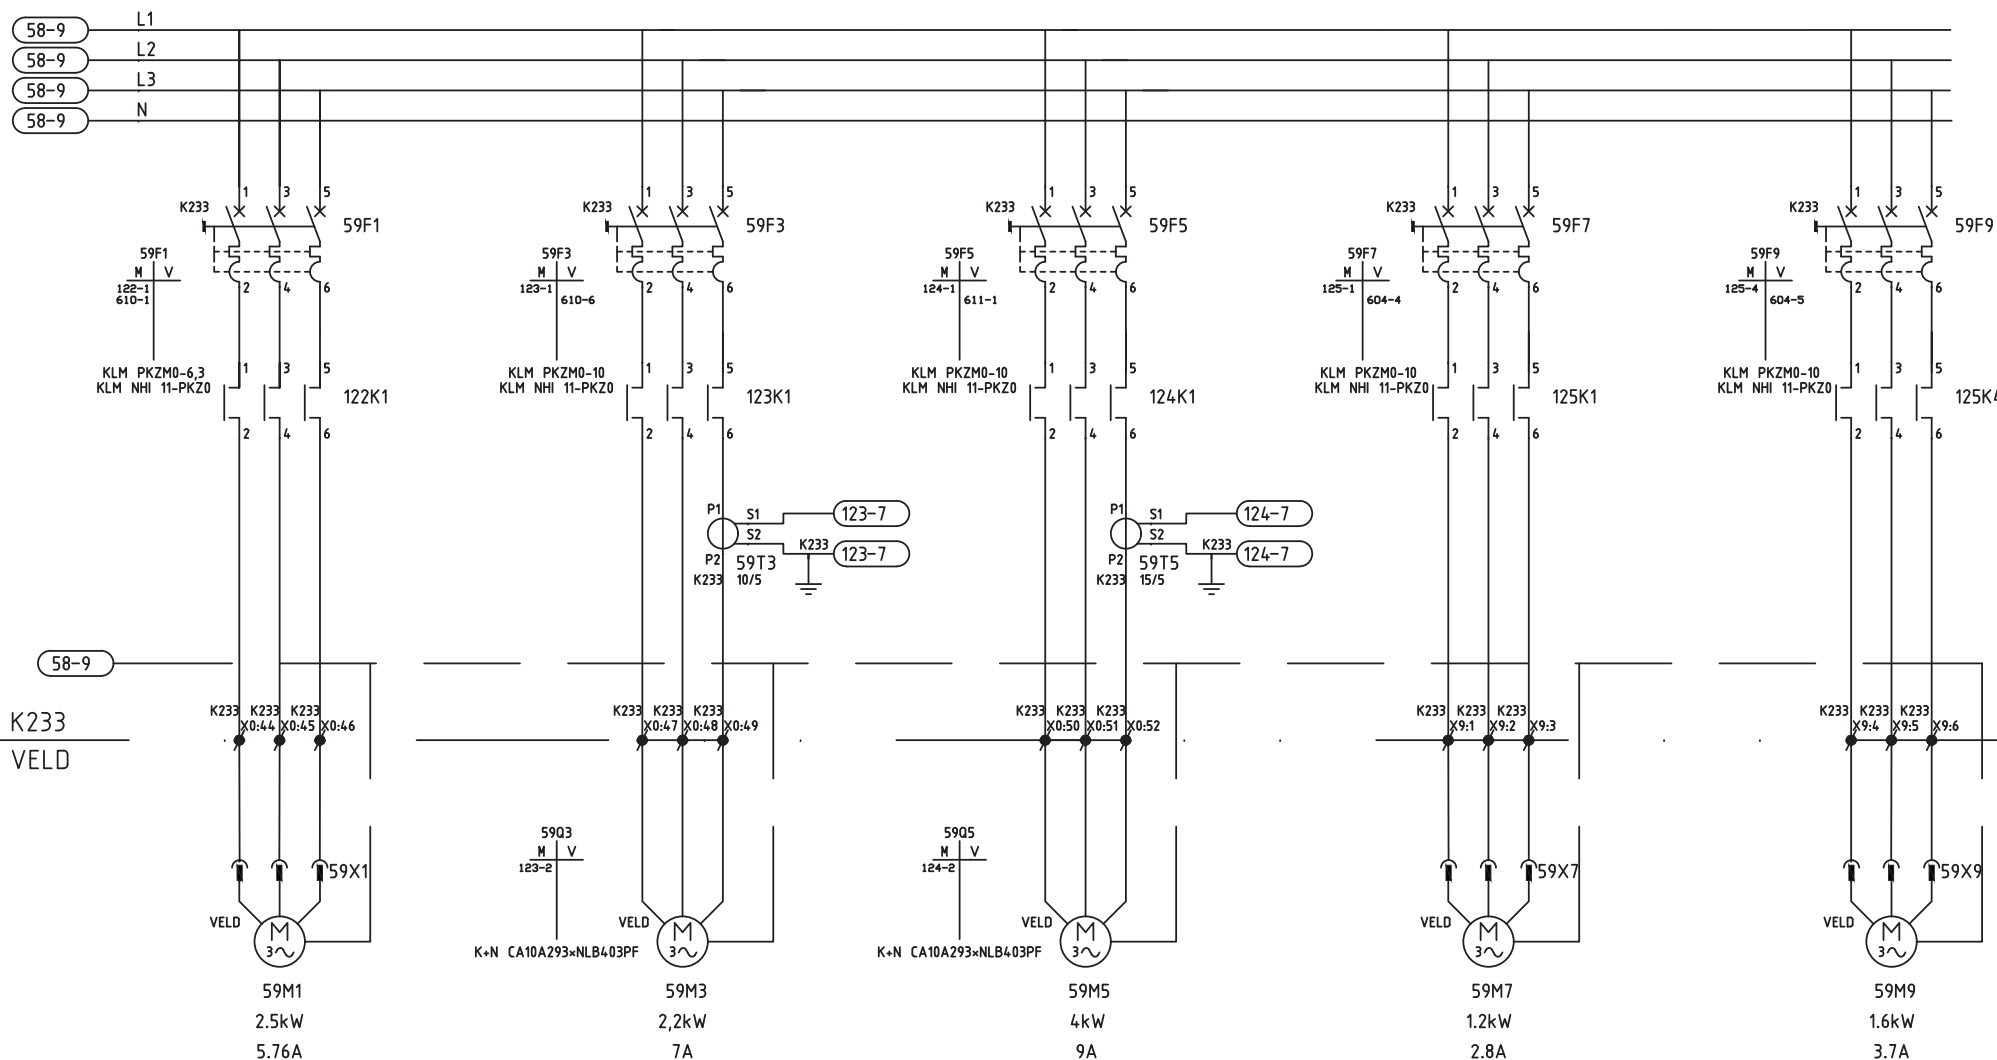 58-9 L1
58-9 L2
58-9 L3
58-9 N
1 3 5 1 3 5 1 3 5 1 3 5 1 3 5
K233 K233 K233 K233 K233
59F1 59F3 59F5 59F7 59F9
59F1 59F3 59F5 59F7 59F9
M V M V M V M V M V
122-1 123-1 124-1 125-1 125-4
610-1 610-6 611-1 604-4 604-5
2 4 6 2 4 6 2 4 6 2 4 6 2 4 6
1 3 5 1 3 5 1 3 5 1 3 5 1 3 5
KLM PKZM0-6,3 KLM PKZM0-10 KLM PKZM0-10 KLM PKZM0-10 KLM PKZM0-10
KLM NHI 11-PKZ0 KLM NHI 11-PKZ0 KLM NHI 11-PKZ0 KLM NHI 11-PKZ0 KLM NHI 11-PKZ0
122K1 123K1 124K1 125K1 125K4
2 4 6 2 4 6 2 4 6 2 4 6 2 4 6
P1 S1 123-7 P1 S1 124-7
S2 K233 123-7 S2 K233 124-7
P2 59T3 P2 59T5
K233 10/5 K233 15/5
58-9
K233 K233 K233 K233 K233 K233 K233 K233 K233 K233 K233 K233 K233 K233 K233
X0:44 X0:45 X0:46 X0:47 X0:48 X0:49 X0:50 X0:51 X0:52 X9:1 X9:2 X9:3 X9:4 X9:5 X9:6
K233
VELD
59Q3 59Q5
M V M V
123-2 124-2
59X1 59X7 59X9
VELD VELD VELD VELD VELD
M M M M M
3~ 3~ 3~ 3~ 3~
K+N CA10A293×NLB403PF K+N CA10A293×NLB403PF
59M1 59M3 59M5 59M7 59M9
2.5kW 2,2kW 4kW 1.2kW 1.6kW
5.76A 7A 9A 2.8A 3.7A